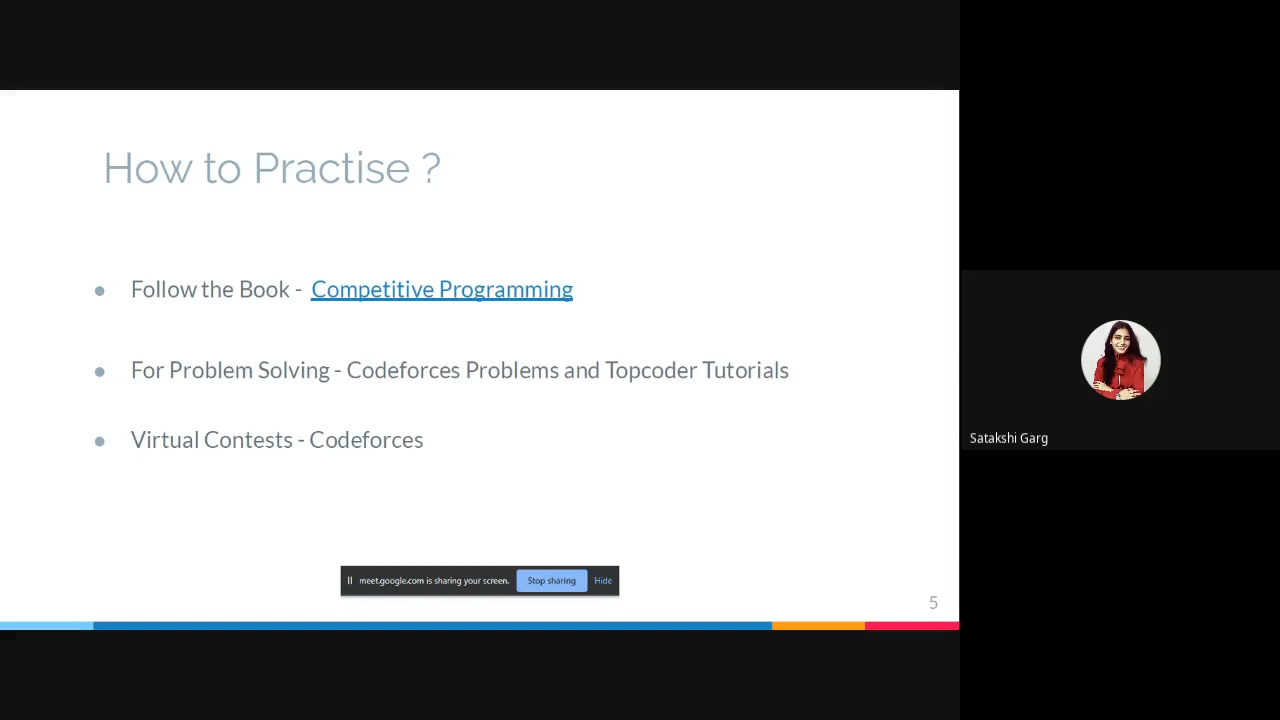 How to Practise ?
● Follow the Book - Competitive Programming
● For Problem Solving - Codeforces Problems and Topcoder Tutorials
● Virtual Contests - Codeforces
meet.google.com is sharing your screen. Stop sharing Hide
5
Satakshi Garg